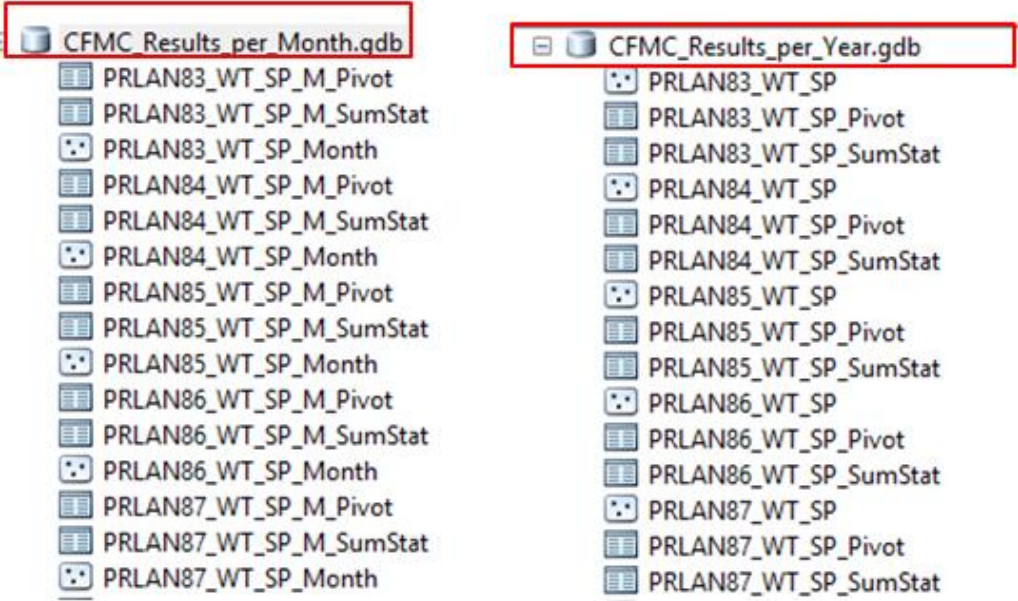 CFMC_Results_per_Month.gdb
PRLAN83_WT_SP_M_Pivot
PRLAN83_WT_SP_M_SumStat
PRLAN83_WT_SP_Month
PRLAN84_WT_SP_M_Pivot
PRLAN84_WT_SP_M_SumStat
PRLAN84_WT_SP_Month
PRLAN85_WT_SP_M_Pivot
PRLAN85_WT_SP_M_SumStat
PRLAN85_WT_SP_Month
PRLAN86_WT_SP_M_Pivot
PRLAN86_WT_SP_M_SumStat
PRLAN86_WT_SP_Month
PRLAN87_WT_SP_M_Pivot
PRLAN87_WT_SP_M_SumStat
PRLAN87_WT_SP_Month
CFMC_Results_per_Year.gdb
PRLAN83_WT_SP
PRLAN83_WT_SP_Pivot
PRLAN83_WT_SP_SumStat
PRLAN84_WT_SP
PRLAN84_WT_SP_Pivot
PRLAN84_WT_SP_SumStat
PRLAN85_WT_SP
PRLAN85_WT_SP_Pivot
PRLAN85_WT_SP_SumStat
PRLAN86_WT_SP
PRLAN86_WT_SP_Pivot
PRLAN86_WT_SP_SumStat
PRLAN87_WT_SP
PRLAN87_WT_SP_Pivot
PRLAN87_WT_SP_SumStat